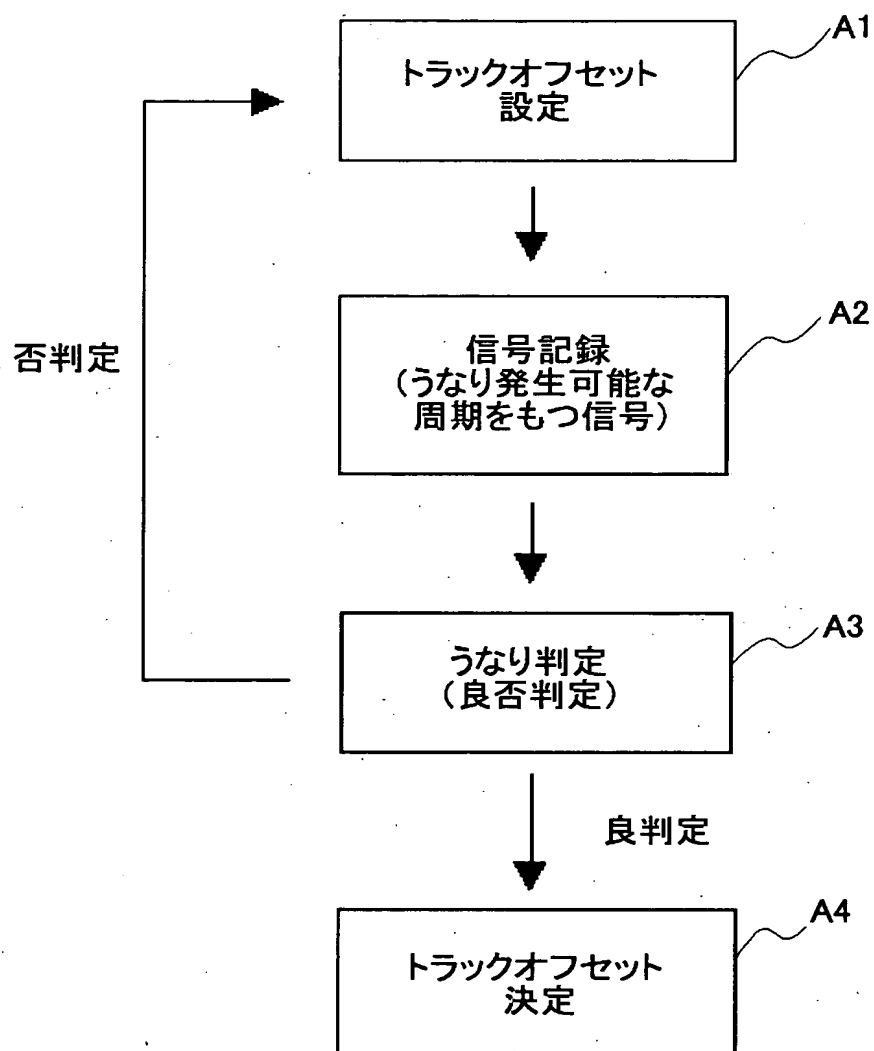 A1
トラックオフセット
設定
A2
信号記録
(うなり発生可能な
周期をもつ信号)
否判定
A3
うなり判定
(良否判定)
良判定
A4
トラックオフセット
決定